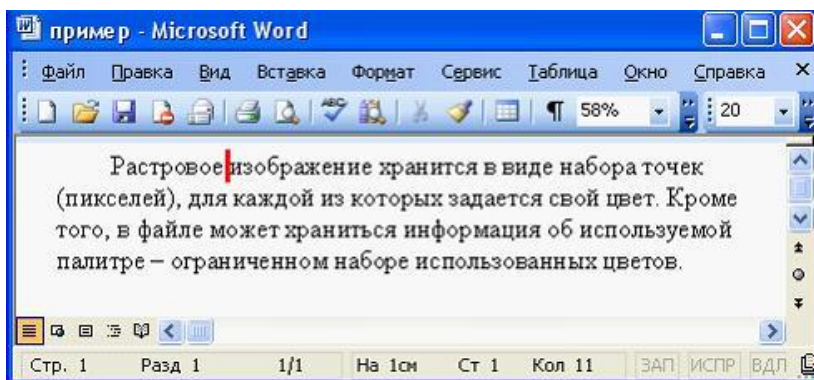 пример - Microsoft Word
Файл Правка Вид Вставка Формат Сервис Таблица Окно Справка
58% 20
Растровое изображение хранится в виде набора точек
(пикселей), для каждой из которых задается свой цвет. Кроме
того, в файле может храниться информация об используемой
палитре – ограниченном наборе использованных цветов.
Стр. 1 Разд 1 1/1 На 1см Ст 1 Кол 11 ЗАП ИСПР ВДЛ